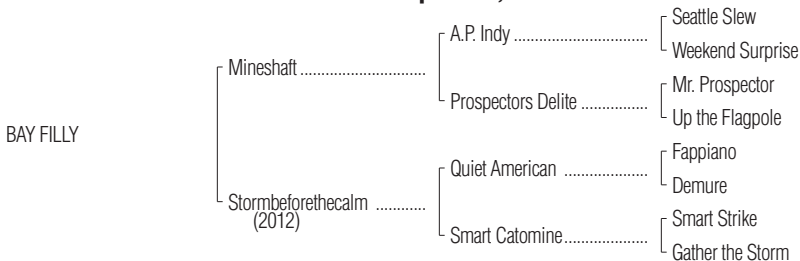 Seattle Slew
A.P. Indy ..................................
Weekend Surprise
Mineshaft ................................
Mr. Prospector
Prospectors Delite .................
Up the Flagpole
BAY FILLY
Fappiano
Quiet American .....................
Demure
Stormbeforethecalm ............
(2012)
Smart Strike
Smart Catomine.....................
Gather the Storm